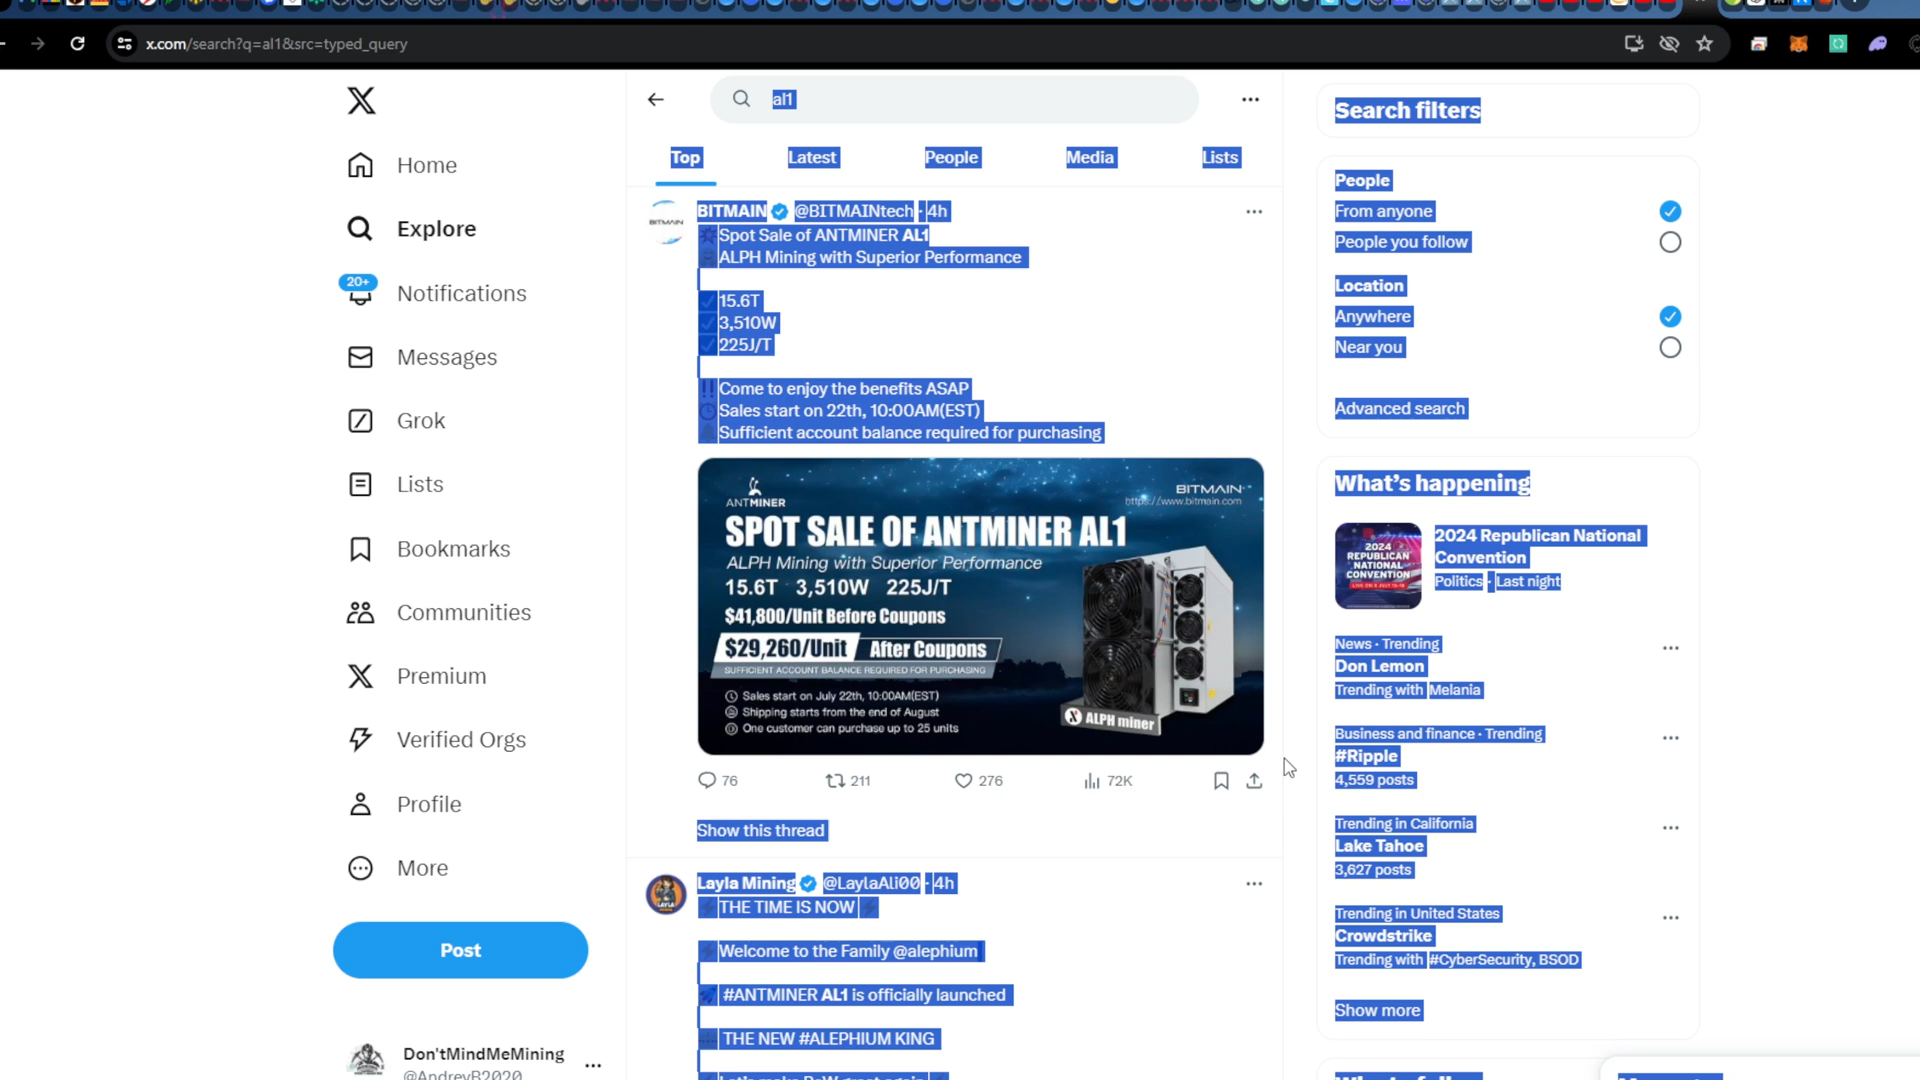 x.com/search?q=al1&src=typed_query
Home
Explore
20+
Notifications
Messages
Grok
Lists
Bookmarks
Communities
Premium
Verified Orgs
Profile
More
Post
Don'tMindMeMining
@AndreyB2020
al1
Top
Latest
People
Media
Lists
BITMAIN
BITMAIN @BITMAINtech · 4h
Spot Sale of ANTMINER AL1
ALPH Mining with Superior Performance
15.6T
3,510W
225J/T
Come to enjoy the benefits ASAP
Sales start on 22th, 10:00AM(EST)
Sufficient account balance required for purchasing
ANTMINER
BITMAIN
https://www.bitmain.com
SPOT SALE OF ANTMINER AL1
ALPH Mining with Superior Performance
15.6T · 3,510W 225J/T
$41,800/Unit Before Coupons
$29,260/Unit After Coupons
SUFFICIENT ACCOUNT BALANCE REQUIRED FOR PURCHASING
Sales start on July 22th, 10:00AM(EST)
Shipping starts from the end of August
One customer can purchase up to 25 units
ALPH miner
76
211
276
72K
Show this thread
LAYLA
Layla Mining @LaylaAli00 · 4h
THE TIME IS NOW
Welcome to the Family @alephium
#ANTMINER AL1 is officially launched
THE NEW #ALEPHIUM KING
Let's make PoW great again
Search filters
People
From anyone
People you follow
Location
Anywhere
Near you
Advanced search
What's happening
2024
REPUBLICAN
NATIONAL
CONVENTION
2024 Republican National
Convention
Politics · Last night
News · Trending
Don Lemon
Trending with Melania
Business and finance · Trending
#Ripple
4,559 posts
Trending in California
Lake Tahoe
3,627 posts
Trending in United States
Crowdstrike
Trending with #CyberSecurity, BSOD
Show more